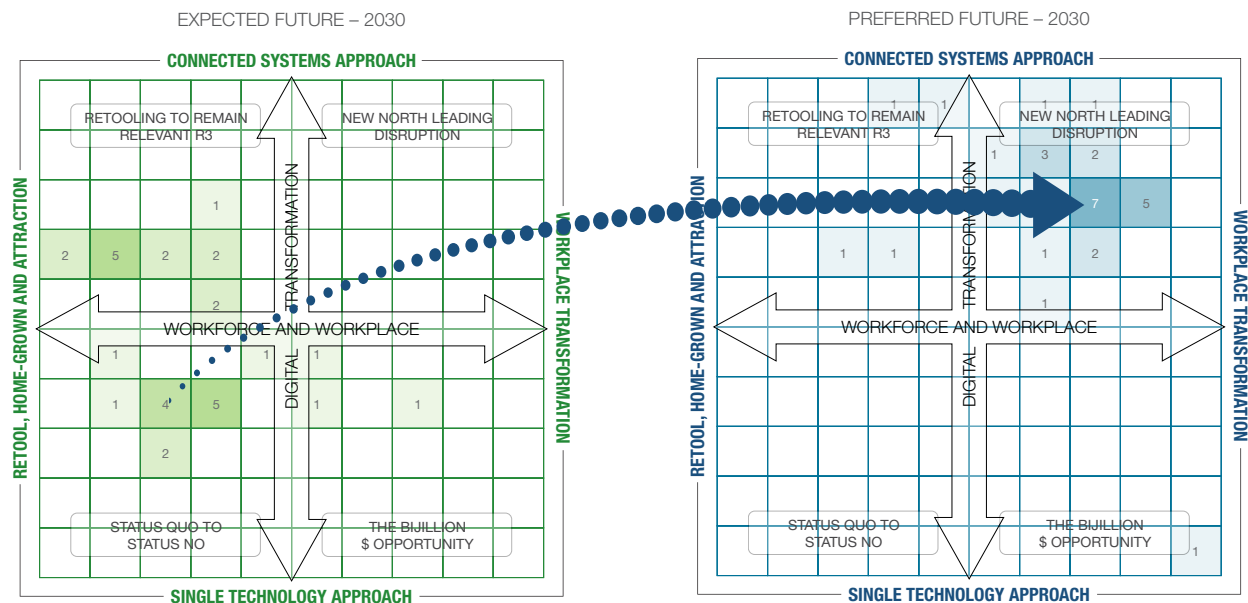 EXPECTED FUTURE – 2030
CONNECTED SYSTEMS APPROACH
RETOOLING TO REMAIN
RELEVANT R3
NEW NORTH LEADING
DISRUPTION
RETOOL, HOME-GROWN AND ATTRACTION
WORKPLACE TRANSFORMATION
DIGITAL TRANSFORMATION
1
2 5 2 2
2
WORKFORCE AND WORKPLACE
1 1 1
1 4 5 1 1
2
STATUS QUO TO
STATUS NO
THE BIJILLION
$ OPPORTUNITY
SINGLE TECHNOLOGY APPROACH
PREFERRED FUTURE – 2030
CONNECTED SYSTEMS APPROACH
1 1 1 1
RETOOLING TO REMAIN
RELEVANT R3
NEW NORTH LEADING
DISRUPTION
RETOOL, HOME-GROWN AND ATTRACTION
WORKPLACE TRANSFORMATION
DIGITAL TRANSFORMATION
1 3 2
7 5
1 1 1 2
1
WORKFORCE AND WORKPLACE
STATUS QUO TO
STATUS NO
THE BIJILLION
$ OPPORTUNITY
1
SINGLE TECHNOLOGY APPROACH